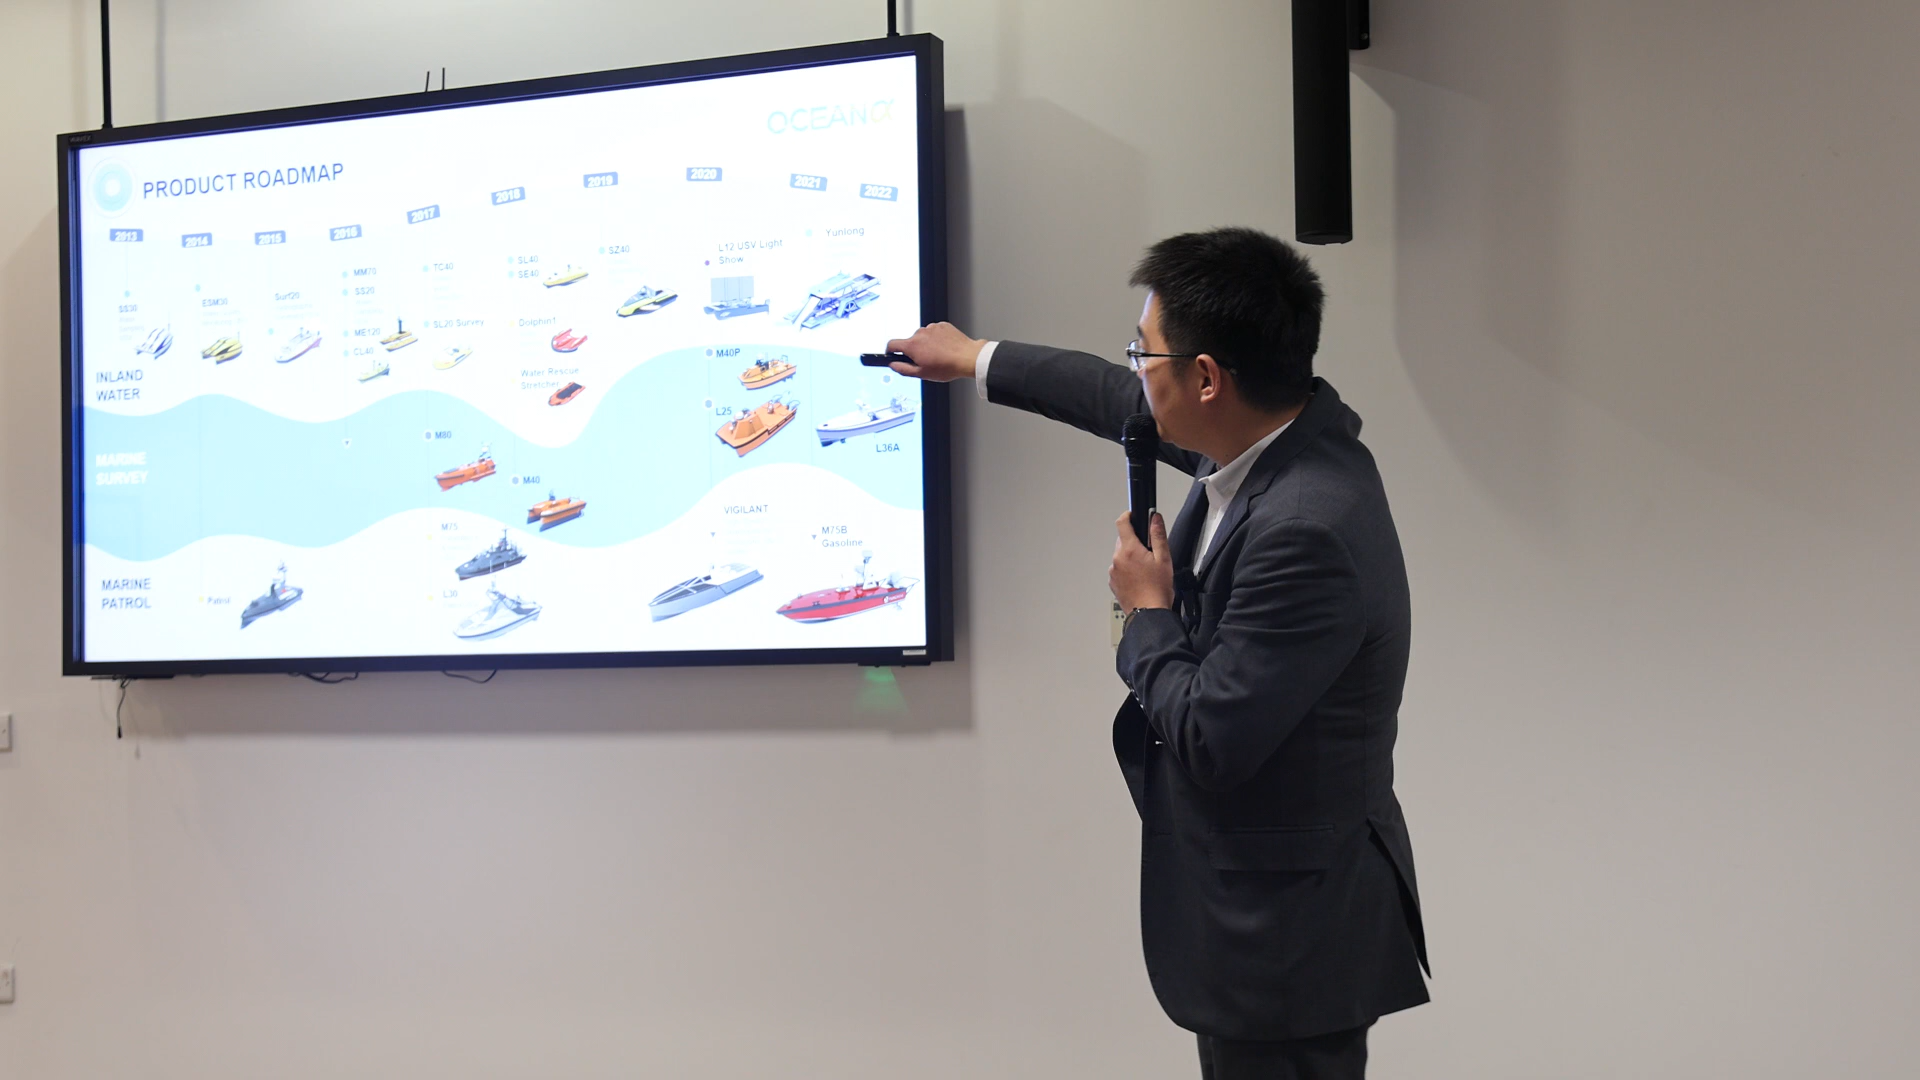 OCEANα
PRODUCT ROADMAP
2013
2014
2015
2016
2017
2018
2019
2020
2021
2022
SS30
ESM30
Surf20
MM70
SS20
ME120
CL40
TC40
SL20 Survey
SL40
SE40
Dolphin1
Water Rescue
Stretcher
SZ40
L12 USV Light
Show
Yunlong
INLAND
WATER
M40P
L25
L36A
MARINE
SURVEY
M80
M40
MARINE
PATROL
Patrol
M75
L30
VIGILANT
M75B
Gasoline